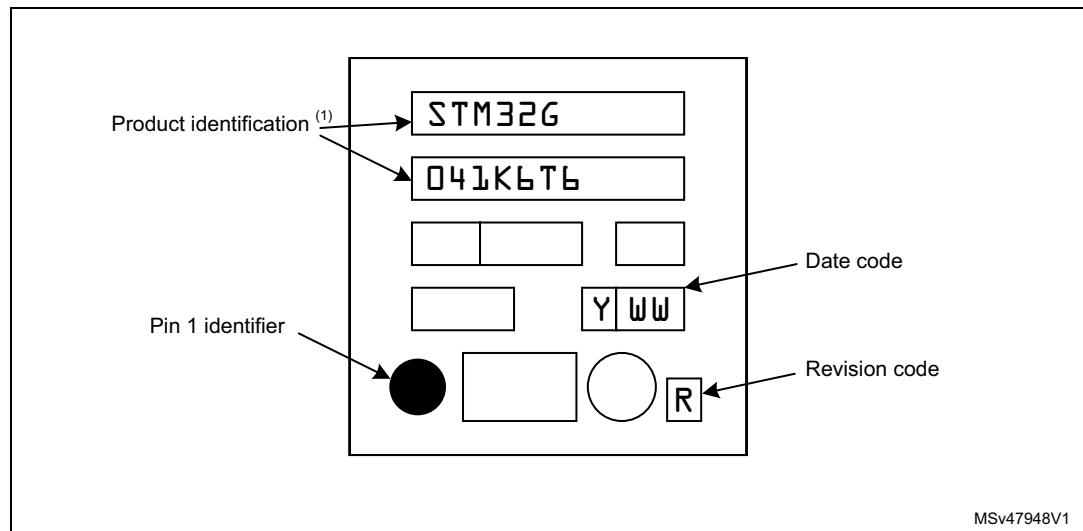 Product identification (1)
STM32G
041K6T6
Date code
Y WW
Pin 1 identifier
Revision code
R
MSv47948V1